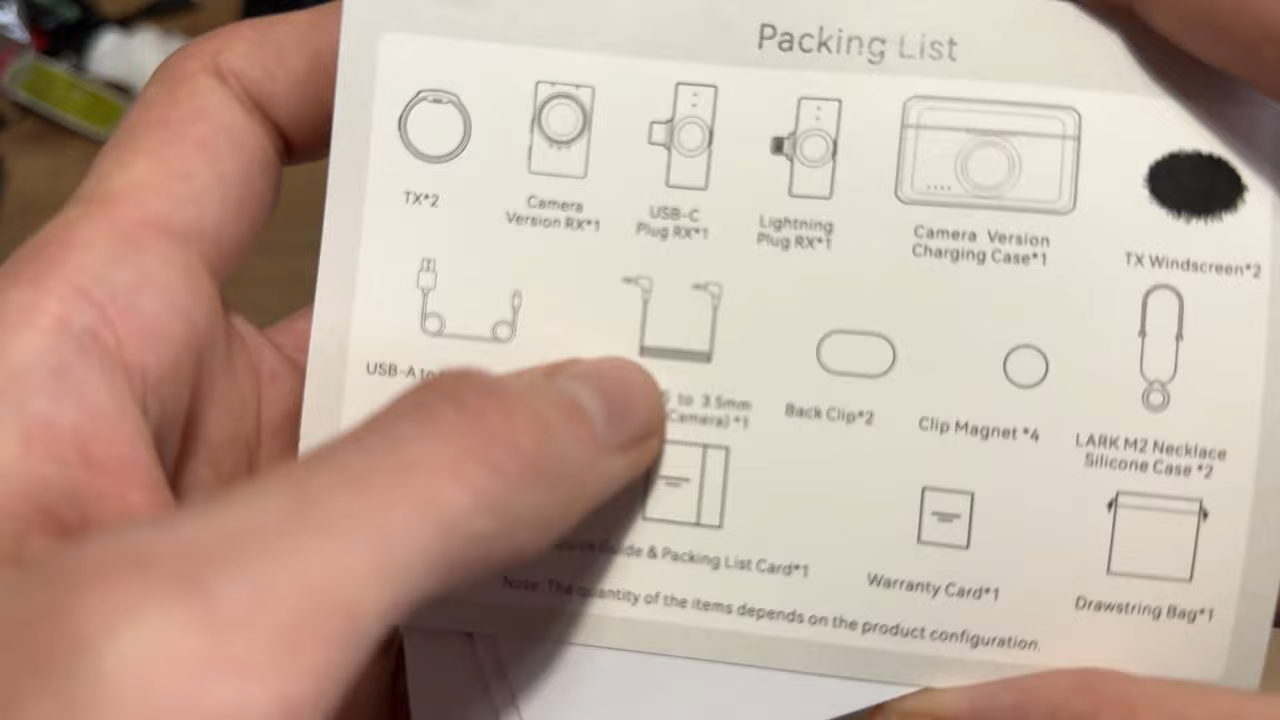 Packing List
TX*2
Camera
Version RX*1
USB-C
Plug RX*1
Lightning
Plug RX*1
Camera Version
Charging Case*1
TX Windscreen*2
USB-A to
to 3.5mm
Camera) *1
Back Clip*2
Clip Magnet *4
LARK M2 Necklace
Silicone Case *2
Guide & Packing List Card*1
Warranty Card*1
Drawstring Bag*1
Note: The quantity of the items depends on the product configuration.